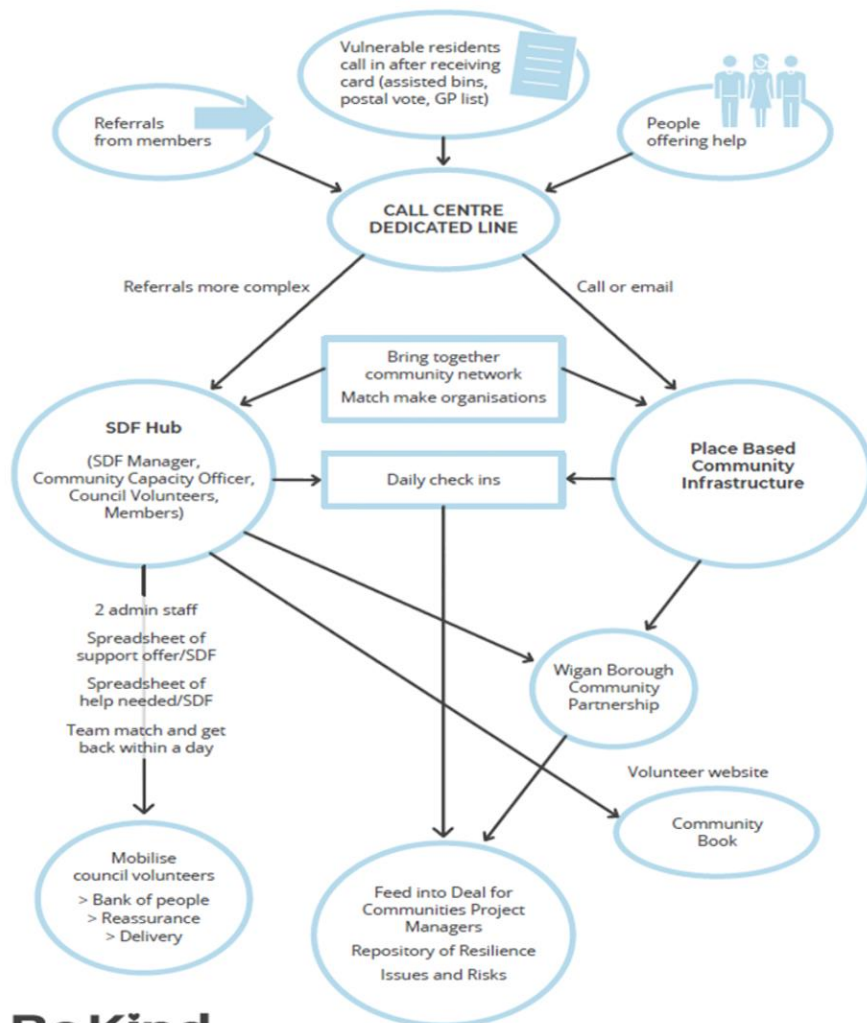 Vulnerable residents
call in after receiving
card (assisted bins,
postal vote, GP list)
Referrals
from members
People
offering help
CALL CENTRE
DEDICATED LINE
Referrals more complex
Call or email
Bring together
community network
Match make organisations
SDF Hub
(SDF Manager,
Community Capacity Officer,
Council Volunteers,
Members)
Daily check ins
Place Based
Community
Infrastructure
2 admin staff
Spreadsheet of
support offer/SDF
Spreadsheet of
help needed/SDF
Team match and get
back within a day
Wigan Borough
Community
Partnership
Volunteer website
Community
Book
Mobilise
council volunteers
> Bank of people
> Reassurance
> Delivery
Feed into Deal for
Communities Project
Managers
Repository of Resilience
Issues and Risks
BeKind